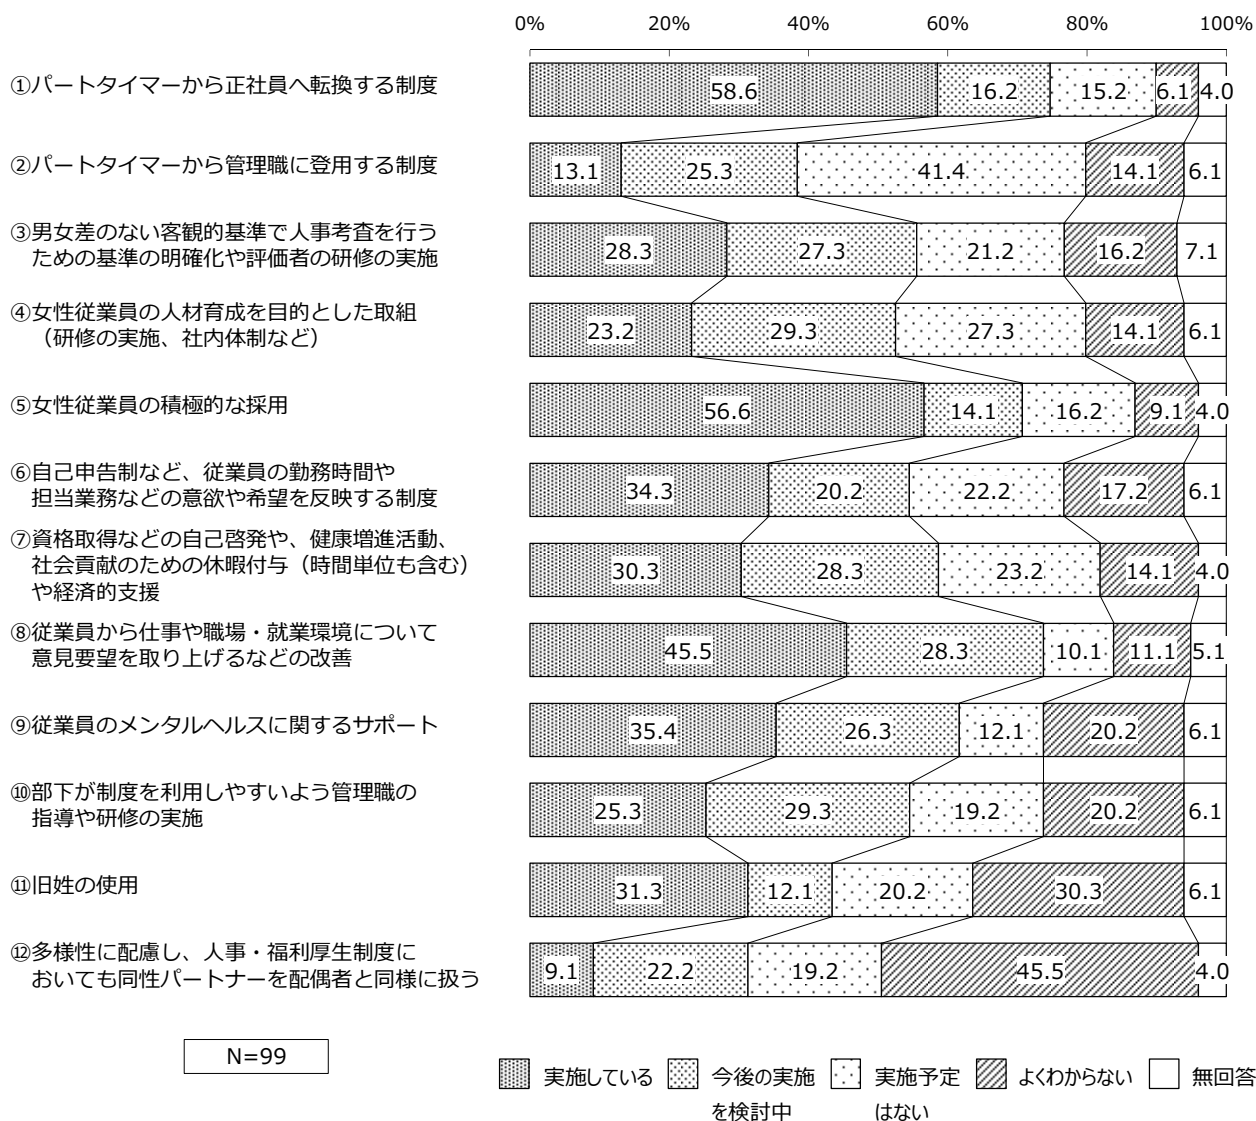 0% 20% 40% 60% 80% 100%
①パートタイマーから正社員へ転換する制度
58.6 16.2 15.2 6.1 4.0
②パートタイマーから管理職に登用する制度
13.1 25.3 41.4 14.1 6.1
③男女差のない客観的基準で人事考査を行う
ための基準の明確化や評価者の研修の実施
28.3 27.3 21.2 16.2 7.1
④女性従業員の人材育成を目的とした取組
（研修の実施、社内体制など）
23.2 29.3 27.3 14.1 6.1
⑤女性従業員の積極的な採用
56.6 14.1 16.2 9.1 4.0
⑥自己申告制など、従業員の勤務時間や
担当業務などの意欲や希望を反映する制度
34.3 20.2 22.2 17.2 6.1
⑦資格取得などの自己啓発や、健康増進活動、
社会貢献のための休暇付与（時間単位も含む）
や経済的支援
30.3 28.3 23.2 14.1 4.0
⑧従業員から仕事や職場・就業環境について
意見要望を取り上げるなどの改善
45.5 28.3 10.1 11.1 5.1
⑨従業員のメンタルヘルスに関するサポート
35.4 26.3 12.1 20.2 6.1
⑩部下が制度を利用しやすいよう管理職の
指導や研修の実施
25.3 29.3 19.2 20.2 6.1
⑪旧姓の使用
31.3 12.1 20.2 30.3 6.1
⑫多様性に配慮し、人事・福利厚生制度に
おいても同性パートナーを配偶者と同様に扱う
9.1 22.2 19.2 45.5 4.0
N=99
実施している 今後の実施 実施予定 よくわからない 無回答
を検討中 はない